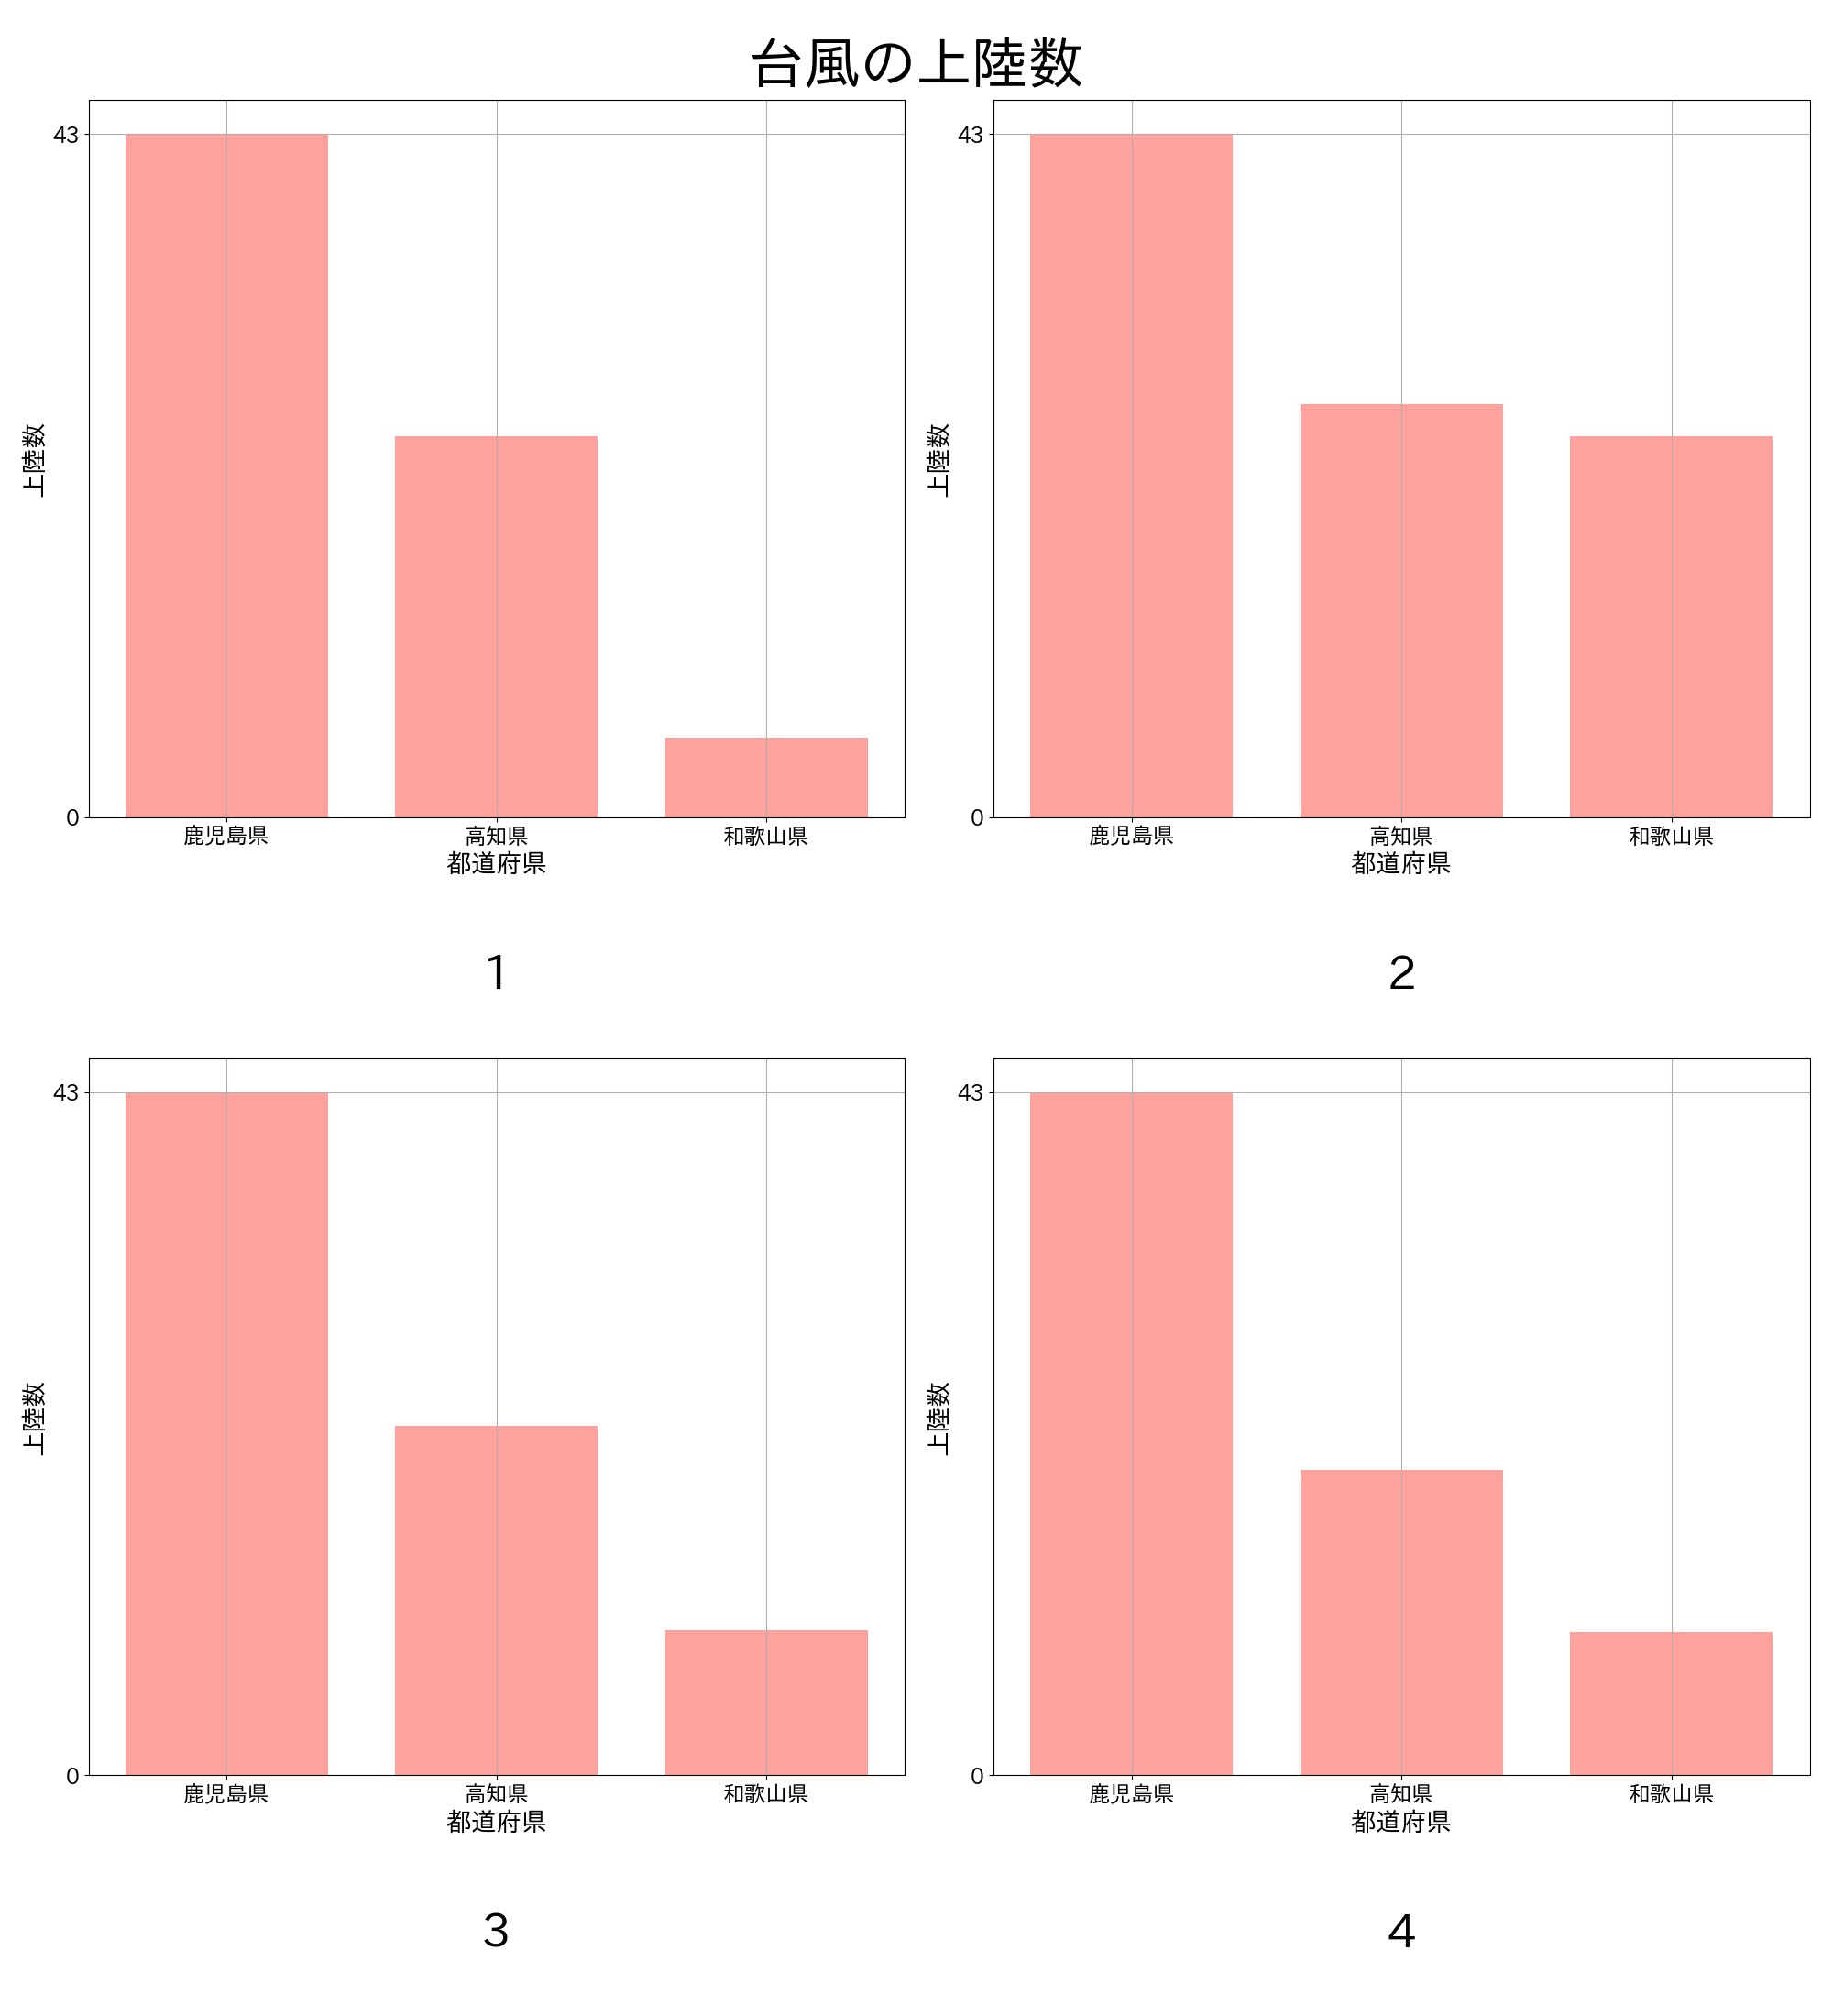 台風の上陸数
43
0
上陸数
鹿児島県 高知県 和歌山県
都道府県
1
43
0
上陸数
鹿児島県 高知県 和歌山県
都道府県
2
43
0
上陸数
鹿児島県 高知県 和歌山県
都道府県
3
43
0
上陸数
鹿児島県 高知県 和歌山県
都道府県
4